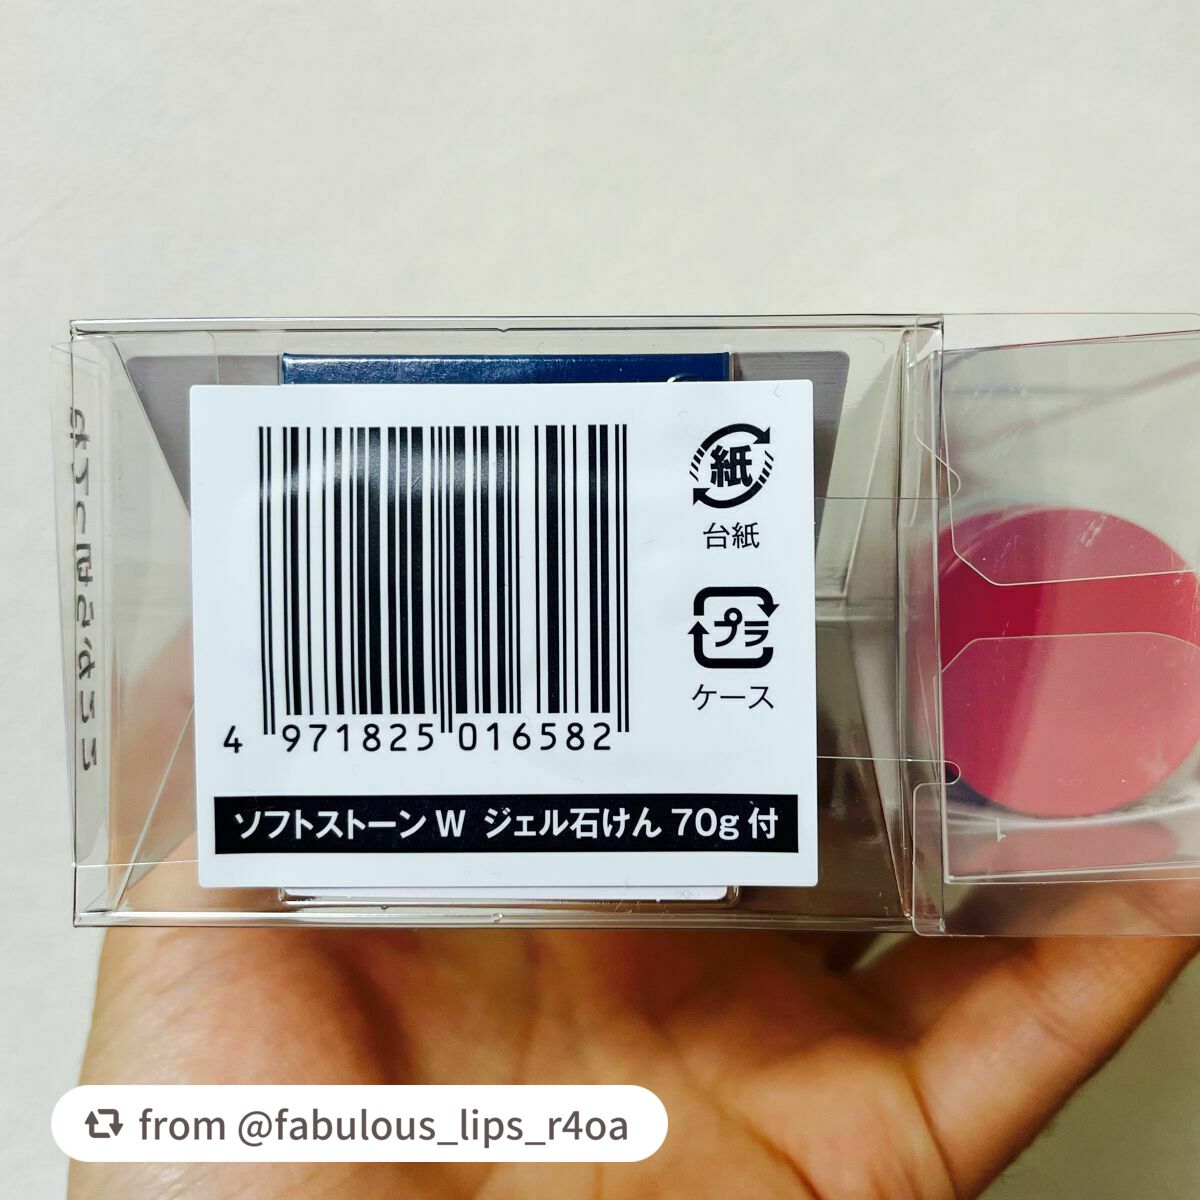 紙
台紙
プラ
ケース
4 971825 016582
ソフトストーン W ジェル石けん 70g 付
from @fabulous_lips_r4oa